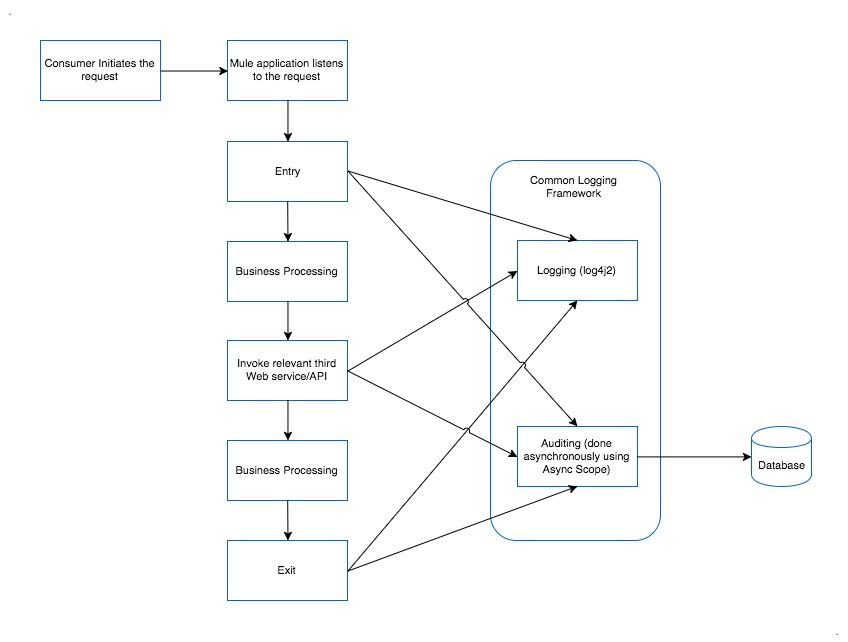 Consumer Initiates the
request
Mule application listens
to the request
Entry
Common Logging
Framework
Business Processing
Logging (log4j2)
Invoke relevant third
Web service/API
Business Processing
Auditing (done
asynchronously using
Async Scope)
Database
Exit